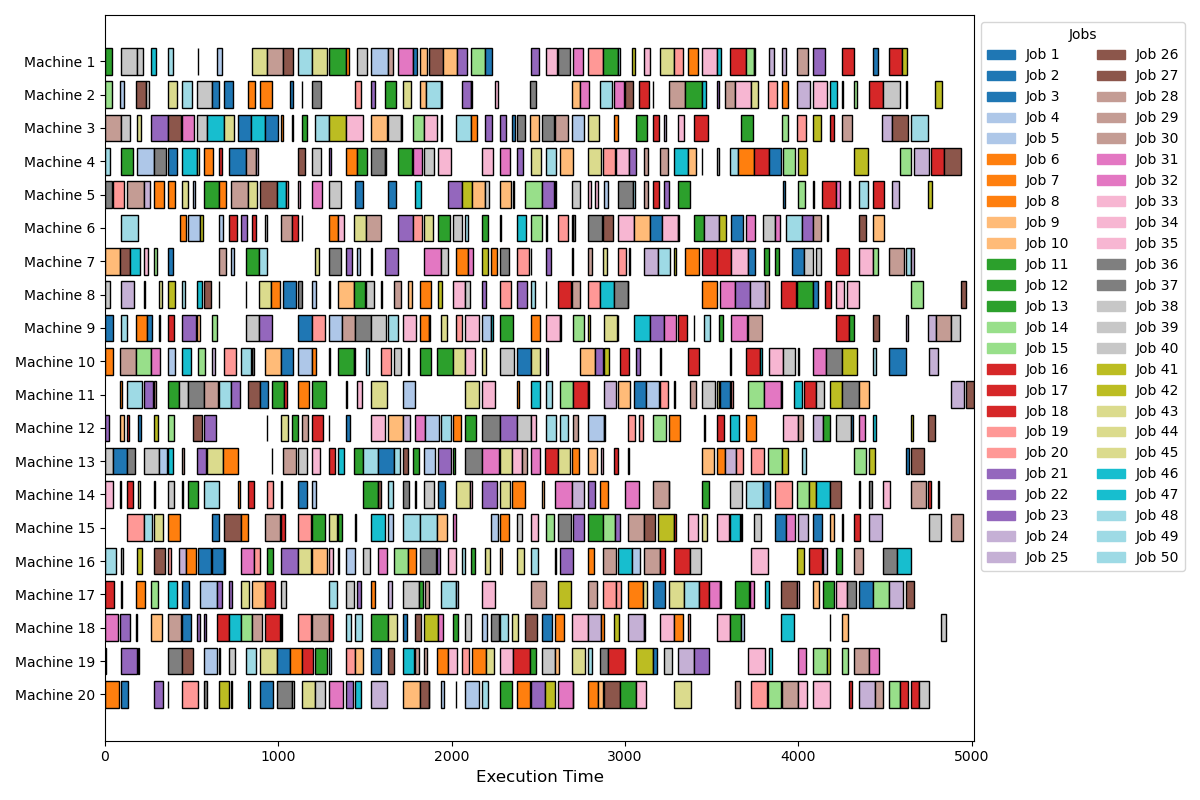 Machine 1
Machine 2
Machine 3
Machine 4
Machine 5
Machine 6
Machine 7
Machine 8
Machine 9
Machine 10
Machine 11
Machine 12
Machine 13
Machine 14
Machine 15
Machine 16
Machine 17
Machine 18
Machine 19
Machine 20
0 1000 2000 3000 4000 5000
Execution Time
Jobs
Job 1 Job 26
Job 2 Job 27
Job 3 Job 28
Job 4 Job 29
Job 5 Job 30
Job 6 Job 31
Job 7 Job 32
Job 8 Job 33
Job 9 Job 34
Job 10 Job 35
Job 11 Job 36
Job 12 Job 37
Job 13 Job 38
Job 14 Job 39
Job 15 Job 40
Job 16 Job 41
Job 17 Job 42
Job 18 Job 43
Job 19 Job 44
Job 20 Job 45
Job 21 Job 46
Job 22 Job 47
Job 23 Job 48
Job 24 Job 49
Job 25 Job 50